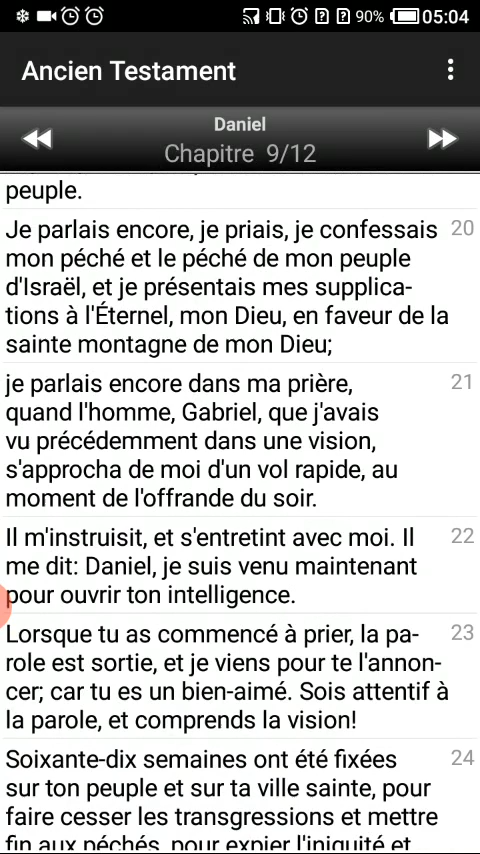 90% 05:04
Ancien Testament
Daniel
Chapitre 9/12
peuple.
Je parlais encore, je priais, je confessais 20
mon péché et le péché de mon peuple
d'Israël, et je présentais mes supplica-
tions à l'Éternel, mon Dieu, en faveur de la
sainte montagne de mon Dieu;
je parlais encore dans ma prière, 21
quand l'homme, Gabriel, que j'avais
vu précédemment dans une vision,
s'approcha de moi d'un vol rapide, au
moment de l'offrande du soir.
Il m'instruisit, et s'entretint avec moi. Il 22
me dit: Daniel, je suis venu maintenant
pour ouvrir ton intelligence.
Lorsque tu as commencé à prier, la pa- 23
role est sortie, et je viens pour te l'annon-
cer; car tu es un bien-aimé. Sois attentif à
la parole, et comprends la vision!
Soixante-dix semaines ont été fixées 24
sur ton peuple et sur ta ville sainte, pour
faire cesser les transgressions et mettre
fin aux péchés, pour expier l'iniquité et